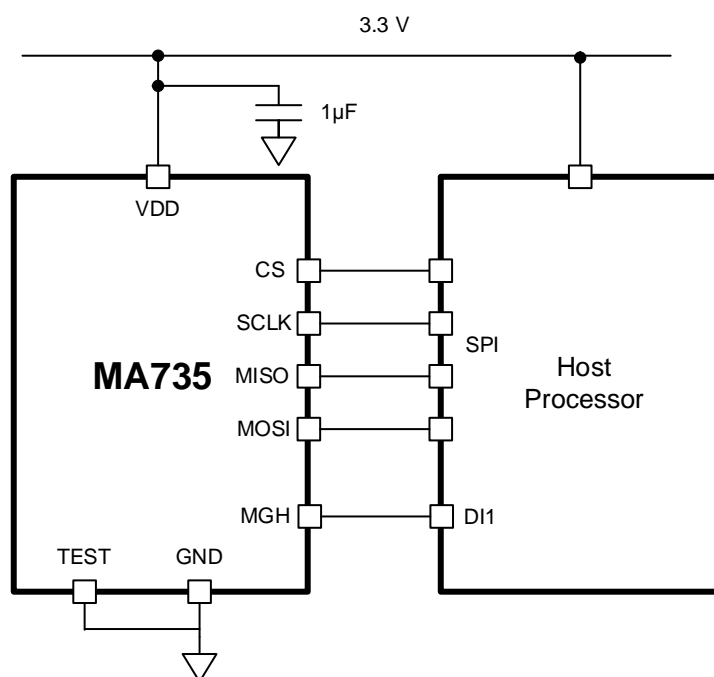 3.3 V
1µF
VDD
CS
SCLK
SPI
MA735
MISO
Host
Processor
MOSI
MGH
DI1
TEST
GND